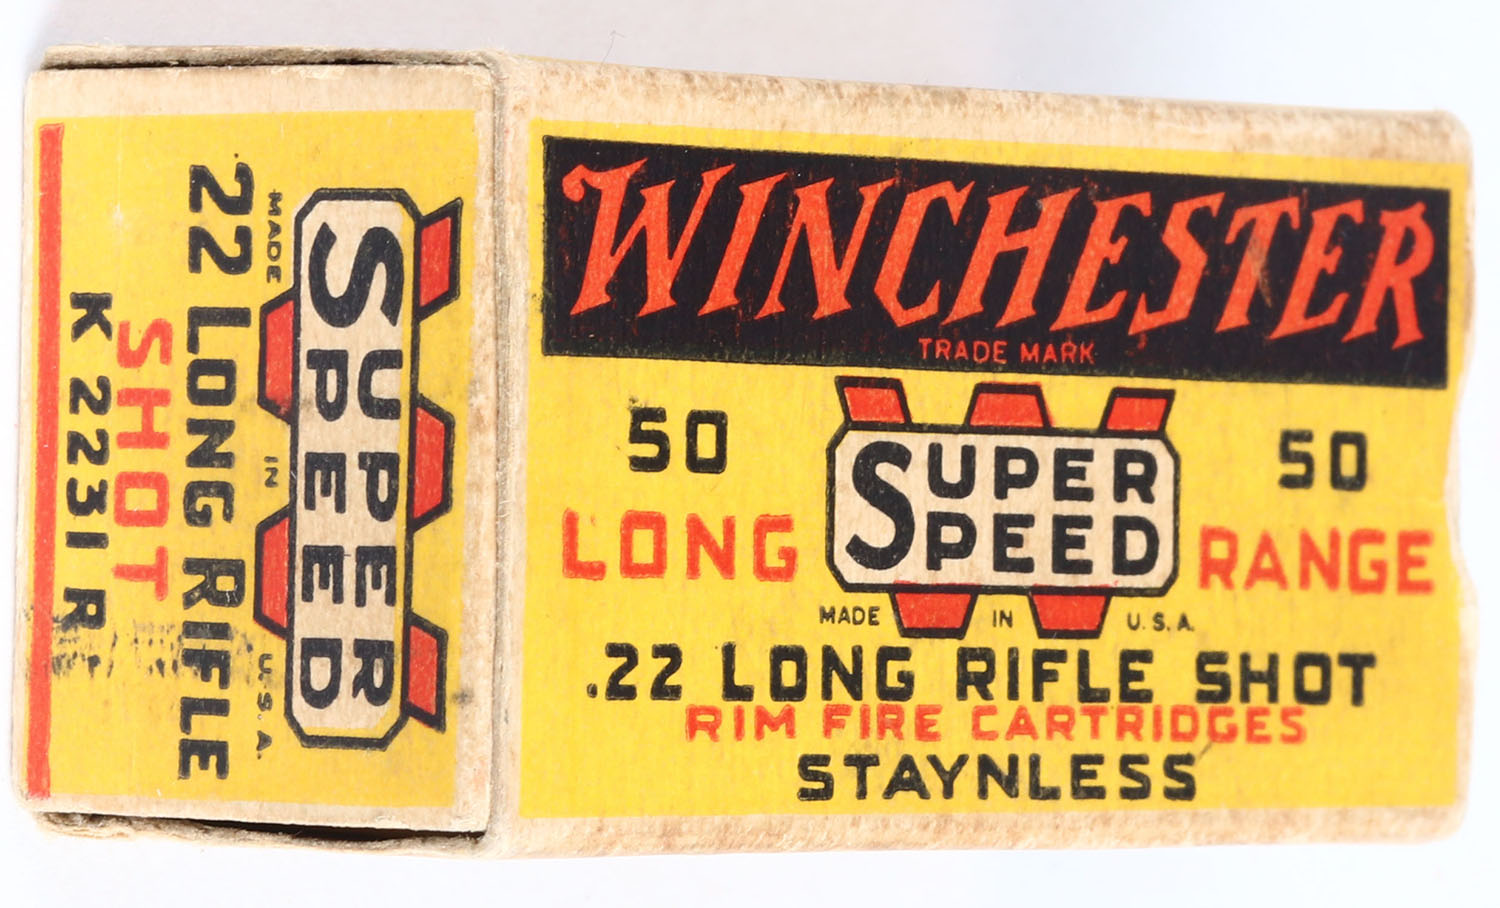 WINCHESTER
TRADE MARK
50 SUPER SPEED 50
LONG RANGE
MADE IN U.S.A.
.22 LONG RIFLE SHOT
RIM FIRE CARTRIDGES
STAYNLESS
SUPER
SPEED
MADE IN U.S.A.
.22 LONG RIFLE
SHOT
K 2231 R